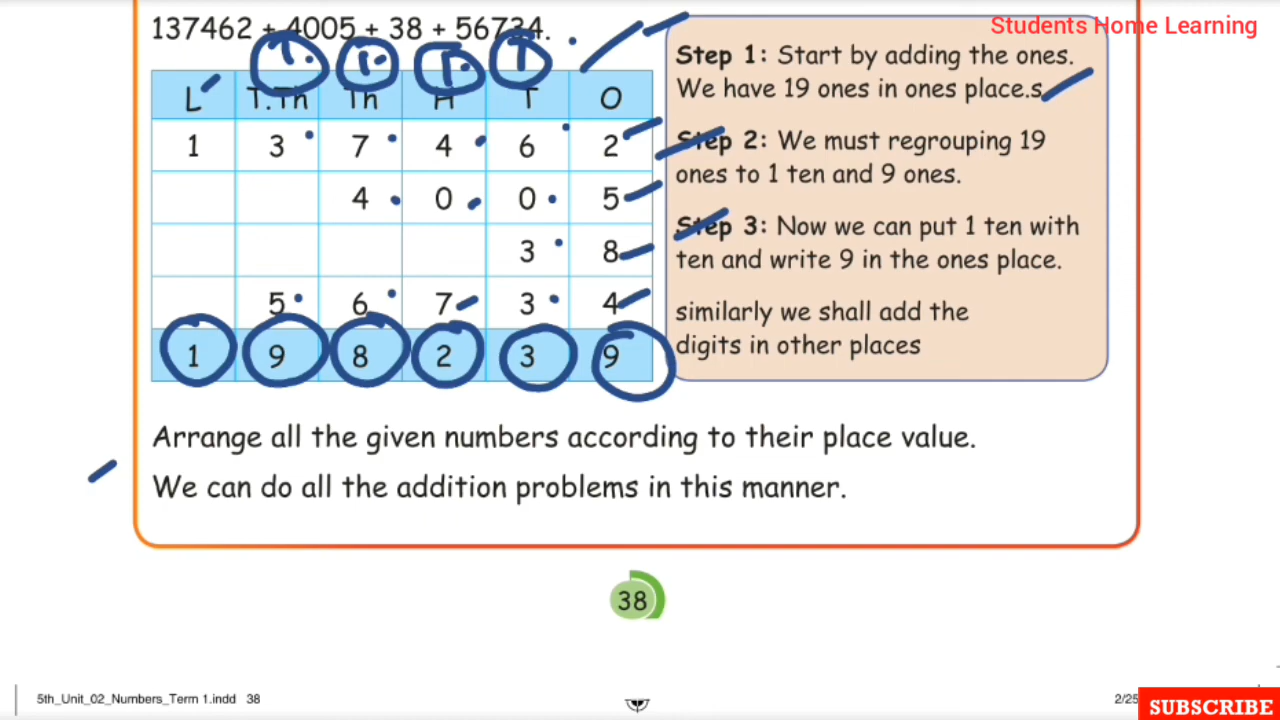 137462 + 4005 + 38 + 56734.
Students Home Learning
L T.Th Th H T O
1 3 7 4 6 2
4 0 0 5
3 8
5 6 7 3 4
1 9 8 2 3 9
Step 1: Start by adding the ones.
We have 19 ones in ones place.s
Step 2: We must regrouping 19
ones to 1 ten and 9 ones.
Step 3: Now we can put 1 ten with
ten and write 9 in the ones place.
similarly we shall add the
digits in other places
Arrange all the given numbers according to their place value.
We can do all the addition problems in this manner.
38
5th_Unit_02_Numbers_Term 1.indd 38
2/25
SUBSCRIBE